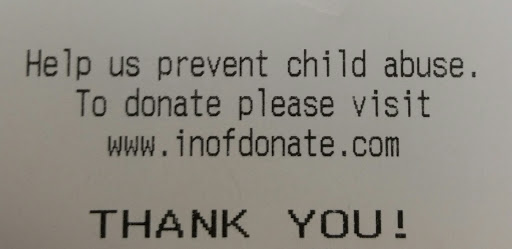 Help us prevent child abuse.
To donate please visit
www.inofdonate.com
THANK YOU!